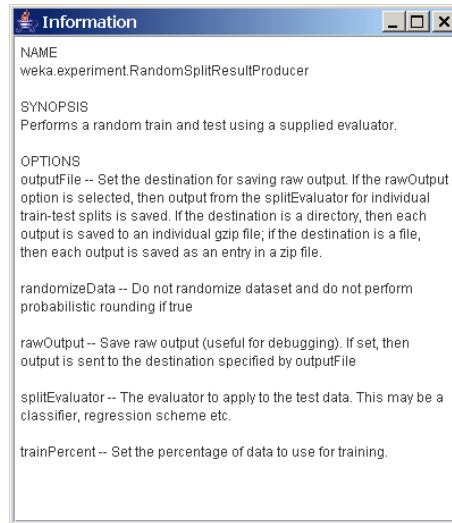 Information
NAME
weka.experiment.RandomSplitResultProducer
SYNOPSIS
Performs a random train and test using a supplied evaluator.
OPTIONS
outputFile -- Set the destination for saving raw output. If the rawOutput
option is selected, then output from the splitEvaluator for individual
train-test splits is saved. If the destination is a directory, then each
output is saved to an individual gzip file; if the destination is a file,
then each output is saved as an entry in a zip file.
randomizeData -- Do not randomize dataset and do not perform
probabilistic rounding if true
rawOutput -- Save raw output (useful for debugging). If set, then
output is sent to the destination specified by outputFile
splitEvaluator -- The evaluator to apply to the test data. This may be a
classifier, regression scheme etc.
trainPercent -- Set the percentage of data to use for training.